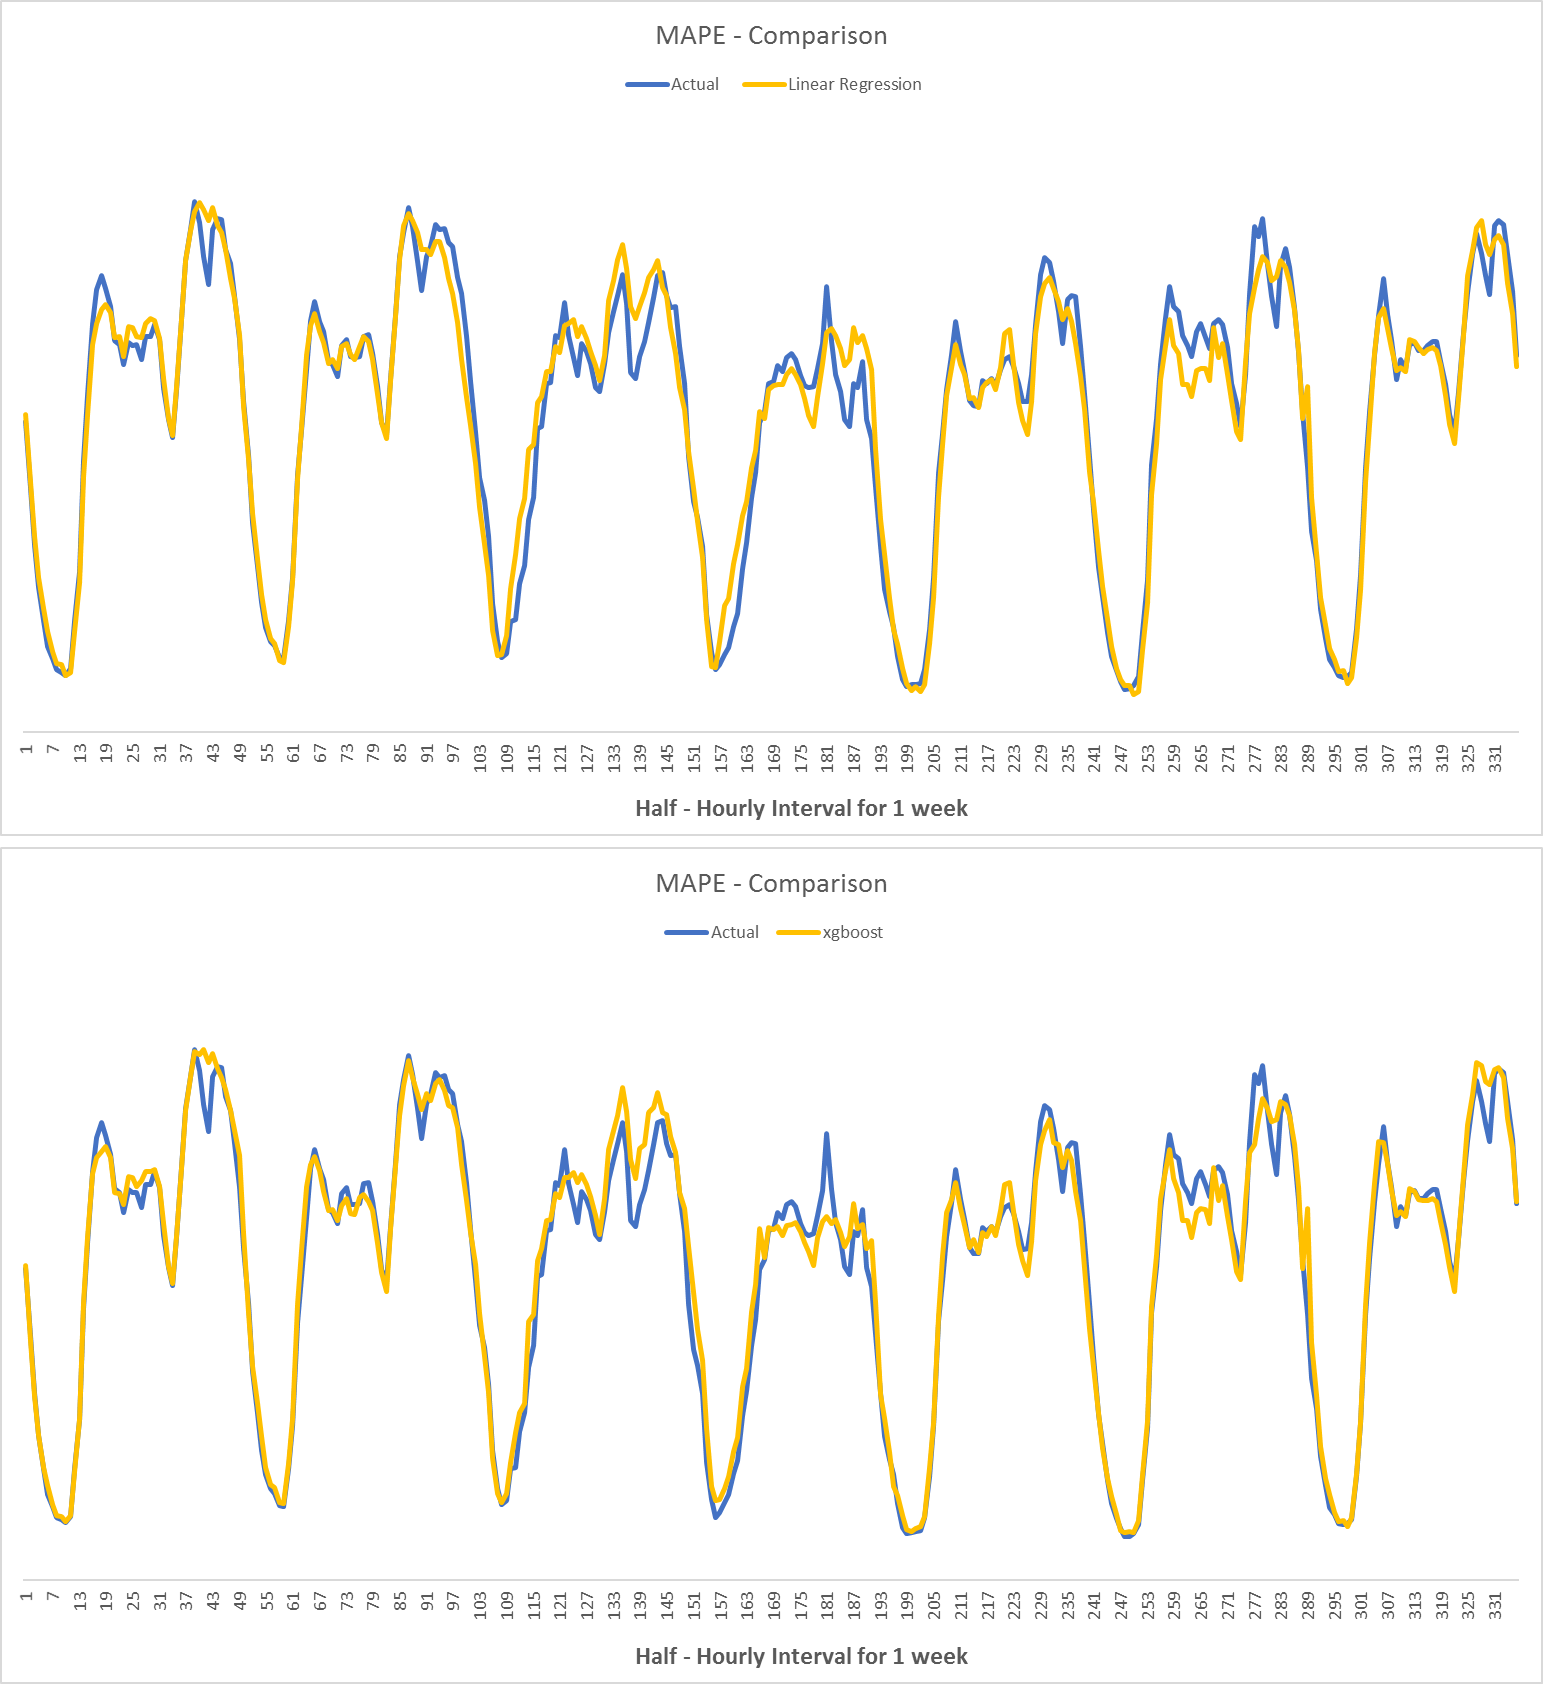 MAPE - Comparison
Actual Linear Regression
1 7 13 19 25 31 37 43 49 55 61 67 73 79 85 91 97 103 109 115 121 127 133 139 145 151 157 163 169 175 181 187 193 199 205 211 217 223 229 235 241 247 253 259 265 271 277 283 289 295 301 307 313 319 325 331
Half - Hourly Interval for 1 week
MAPE - Comparison
Actual xgboost
1 7 13 19 25 31 37 43 49 55 61 67 73 79 85 91 97 103 109 115 121 127 133 139 145 151 157 163 169 175 181 187 193 199 205 211 217 223 229 235 241 247 253 259 265 271 277 283 289 295 301 307 313 319 325 331
Half - Hourly Interval for 1 week